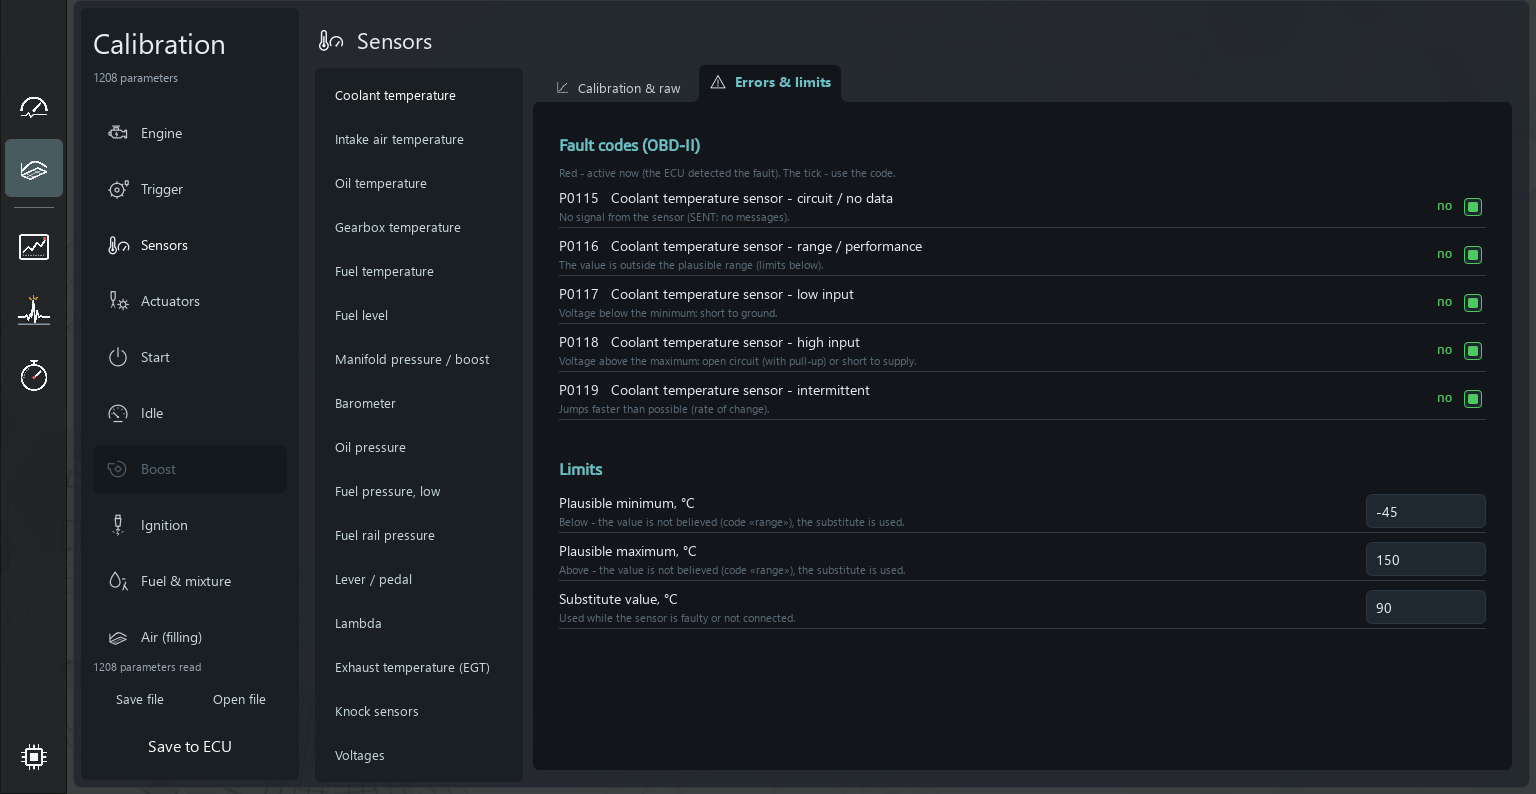 Calibration
1208 parameters
Engine
Trigger
Sensors
Actuators
Start
Idle
Boost
Ignition
Fuel & mixture
Air (filling)
1208 parameters read
Save file
Open file
Save to ECU
Sensors
Coolant temperature
Intake air temperature
Oil temperature
Gearbox temperature
Fuel temperature
Fuel level
Manifold pressure / boost
Barometer
Oil pressure
Fuel pressure, low
Fuel rail pressure
Lever / pedal
Lambda
Exhaust temperature (EGT)
Knock sensors
Voltages
Calibration & raw
Errors & limits
Fault codes (OBD-II)
Red - active now (the ECU detected the fault). The tick - use the code.
P0115 Coolant temperature sensor - circuit / no data
no
No signal from the sensor (SENT: no messages).
P0116 Coolant temperature sensor - range / performance
no
The value is outside the plausible range (limits below).
P0117 Coolant temperature sensor - low input
no
Voltage below the minimum: short to ground.
P0118 Coolant temperature sensor - high input
no
Voltage above the maximum: open circuit (with pull-up) or short to supply.
P0119 Coolant temperature sensor - intermittent
no
Jumps faster than possible (rate of change).
Limits
Plausible minimum, °C
-45
Below - the value is not believed (code «range»), the substitute is used.
Plausible maximum, °C
150
Above - the value is not believed (code «range»), the substitute is used.
Substitute value, °C
90
Used while the sensor is faulty or not connected.